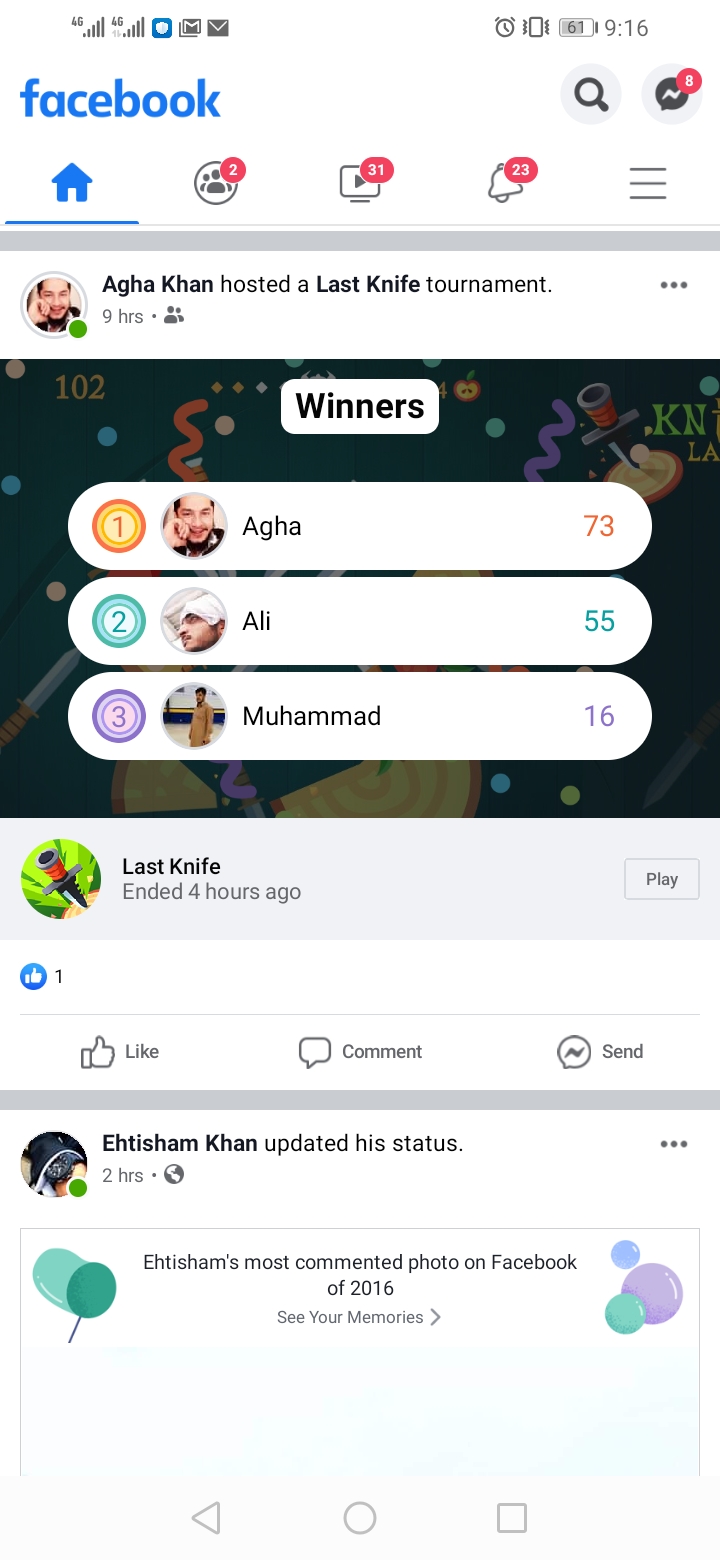 4G 4G 61 9:16
facebook
8
2 31 23
Agha Khan hosted a Last Knife tournament.
9 hrs •
102
4
Winners
KN
LA
1 Agha 73
2 Ali 55
3 Muhammad 16
Last Knife
Ended 4 hours ago
Play
1
Like Comment Send
Ehtisham Khan updated his status.
2 hrs •
Ehtisham's most commented photo on Facebook
of 2016
See Your Memories